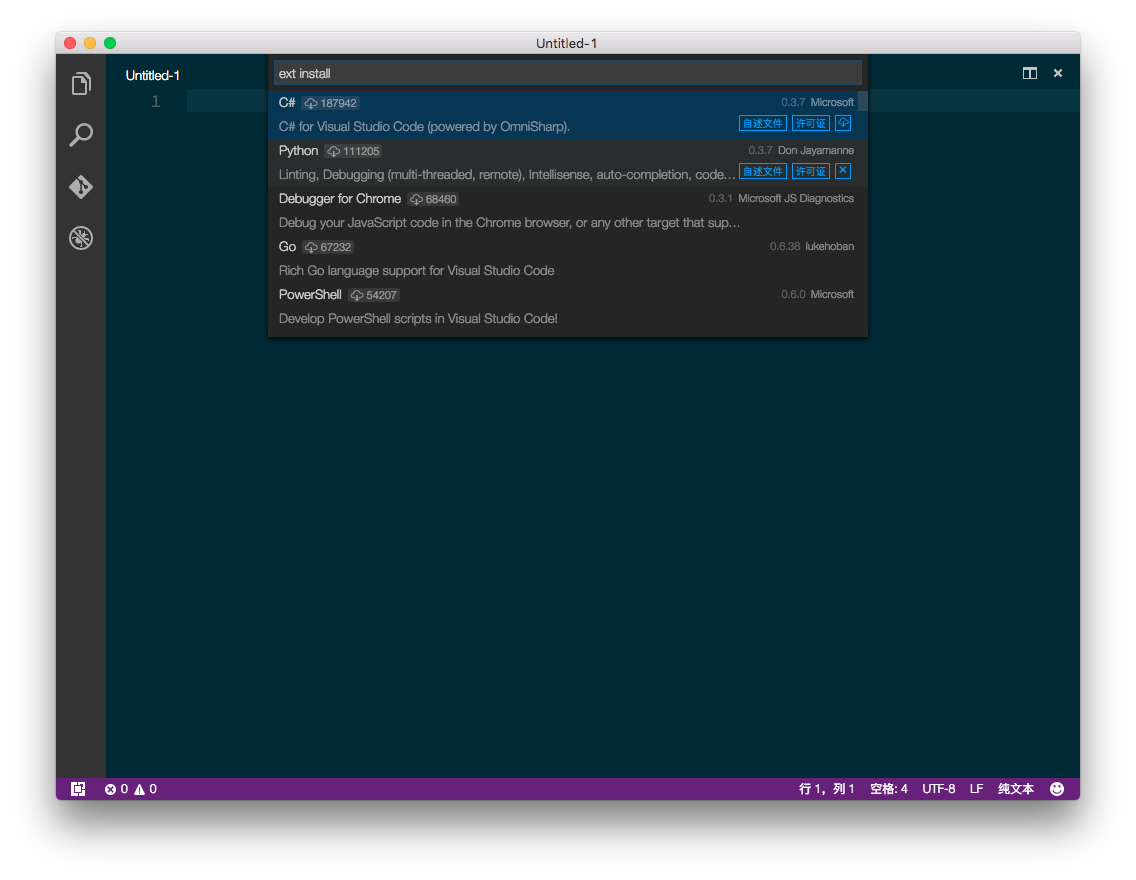 Untitled-1
Untitled-1
ext install
1
C# 187942 0.3.7 Microsoft
C# for Visual Studio Code (powered by OmniSharp). 自述文件 许可证
Python 111205 0.3.7 Don Jayamanne
Linting, Debugging (multi-threaded, remote), Intellisense, auto-completion, code… 自述文件 许可证
Debugger for Chrome 68460 0.3.1 Microsoft JS Diagnostics
Debug your JavaScript code in the Chrome browser, or any other target that sup…
Go 67232 0.6.38 lukehoban
Rich Go language support for Visual Studio Code
PowerShell 54207 0.6.0 Microsoft
Develop PowerShell scripts in Visual Studio Code!
0 0 行 1，列 1 空格: 4 UTF-8 LF 纯文本